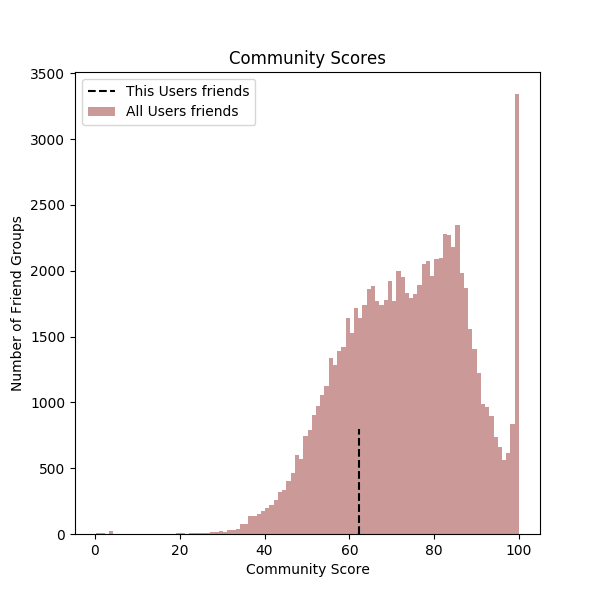 Community Scores
This Users friends
All Users friends
Number of Friend Groups
3500
3000
2500
2000
1500
1000
500
0
0 20 40 60 80 100
Community Score